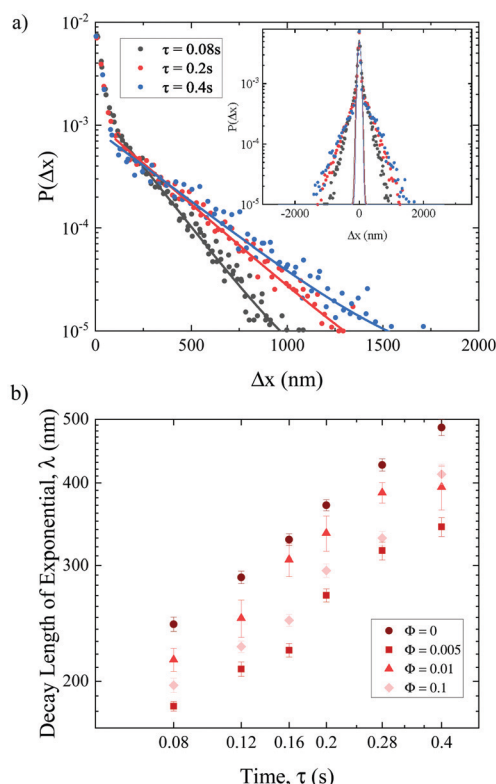 a)
τ = 0.08s
τ = 0.2s
τ = 0.4s
P(Δx)
10⁻²
10⁻³
10⁻⁴
10⁻⁵
0
500
1000
1500
2000
Δx (nm)
P(Δx)
10⁻³
10⁻⁴
10⁻⁵
-2000
0
2000
Δx (nm)
b)
Decay Length of Exponential, λ (nm)
500
400
300
200
Φ = 0
Φ = 0.005
Φ = 0.01
Φ = 0.1
0.08
0.12
0.16
0.2
0.28
0.4
Time, τ (s)